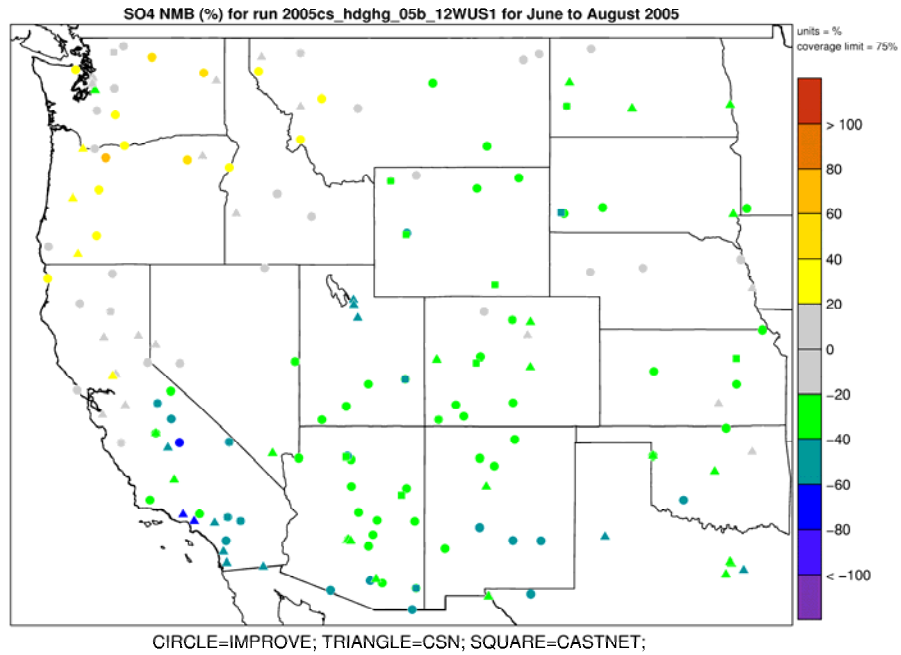 SO4 NMB (%) for run 2005cs_hdghg_05b_12WUS1 for June to August 2005
units = %
coverage limit = 75%
> 100
80
60
40
20
0
−20
−40
−60
−80
< −100
CIRCLE=IMPROVE; TRIANGLE=CSN; SQUARE=CASTNET;